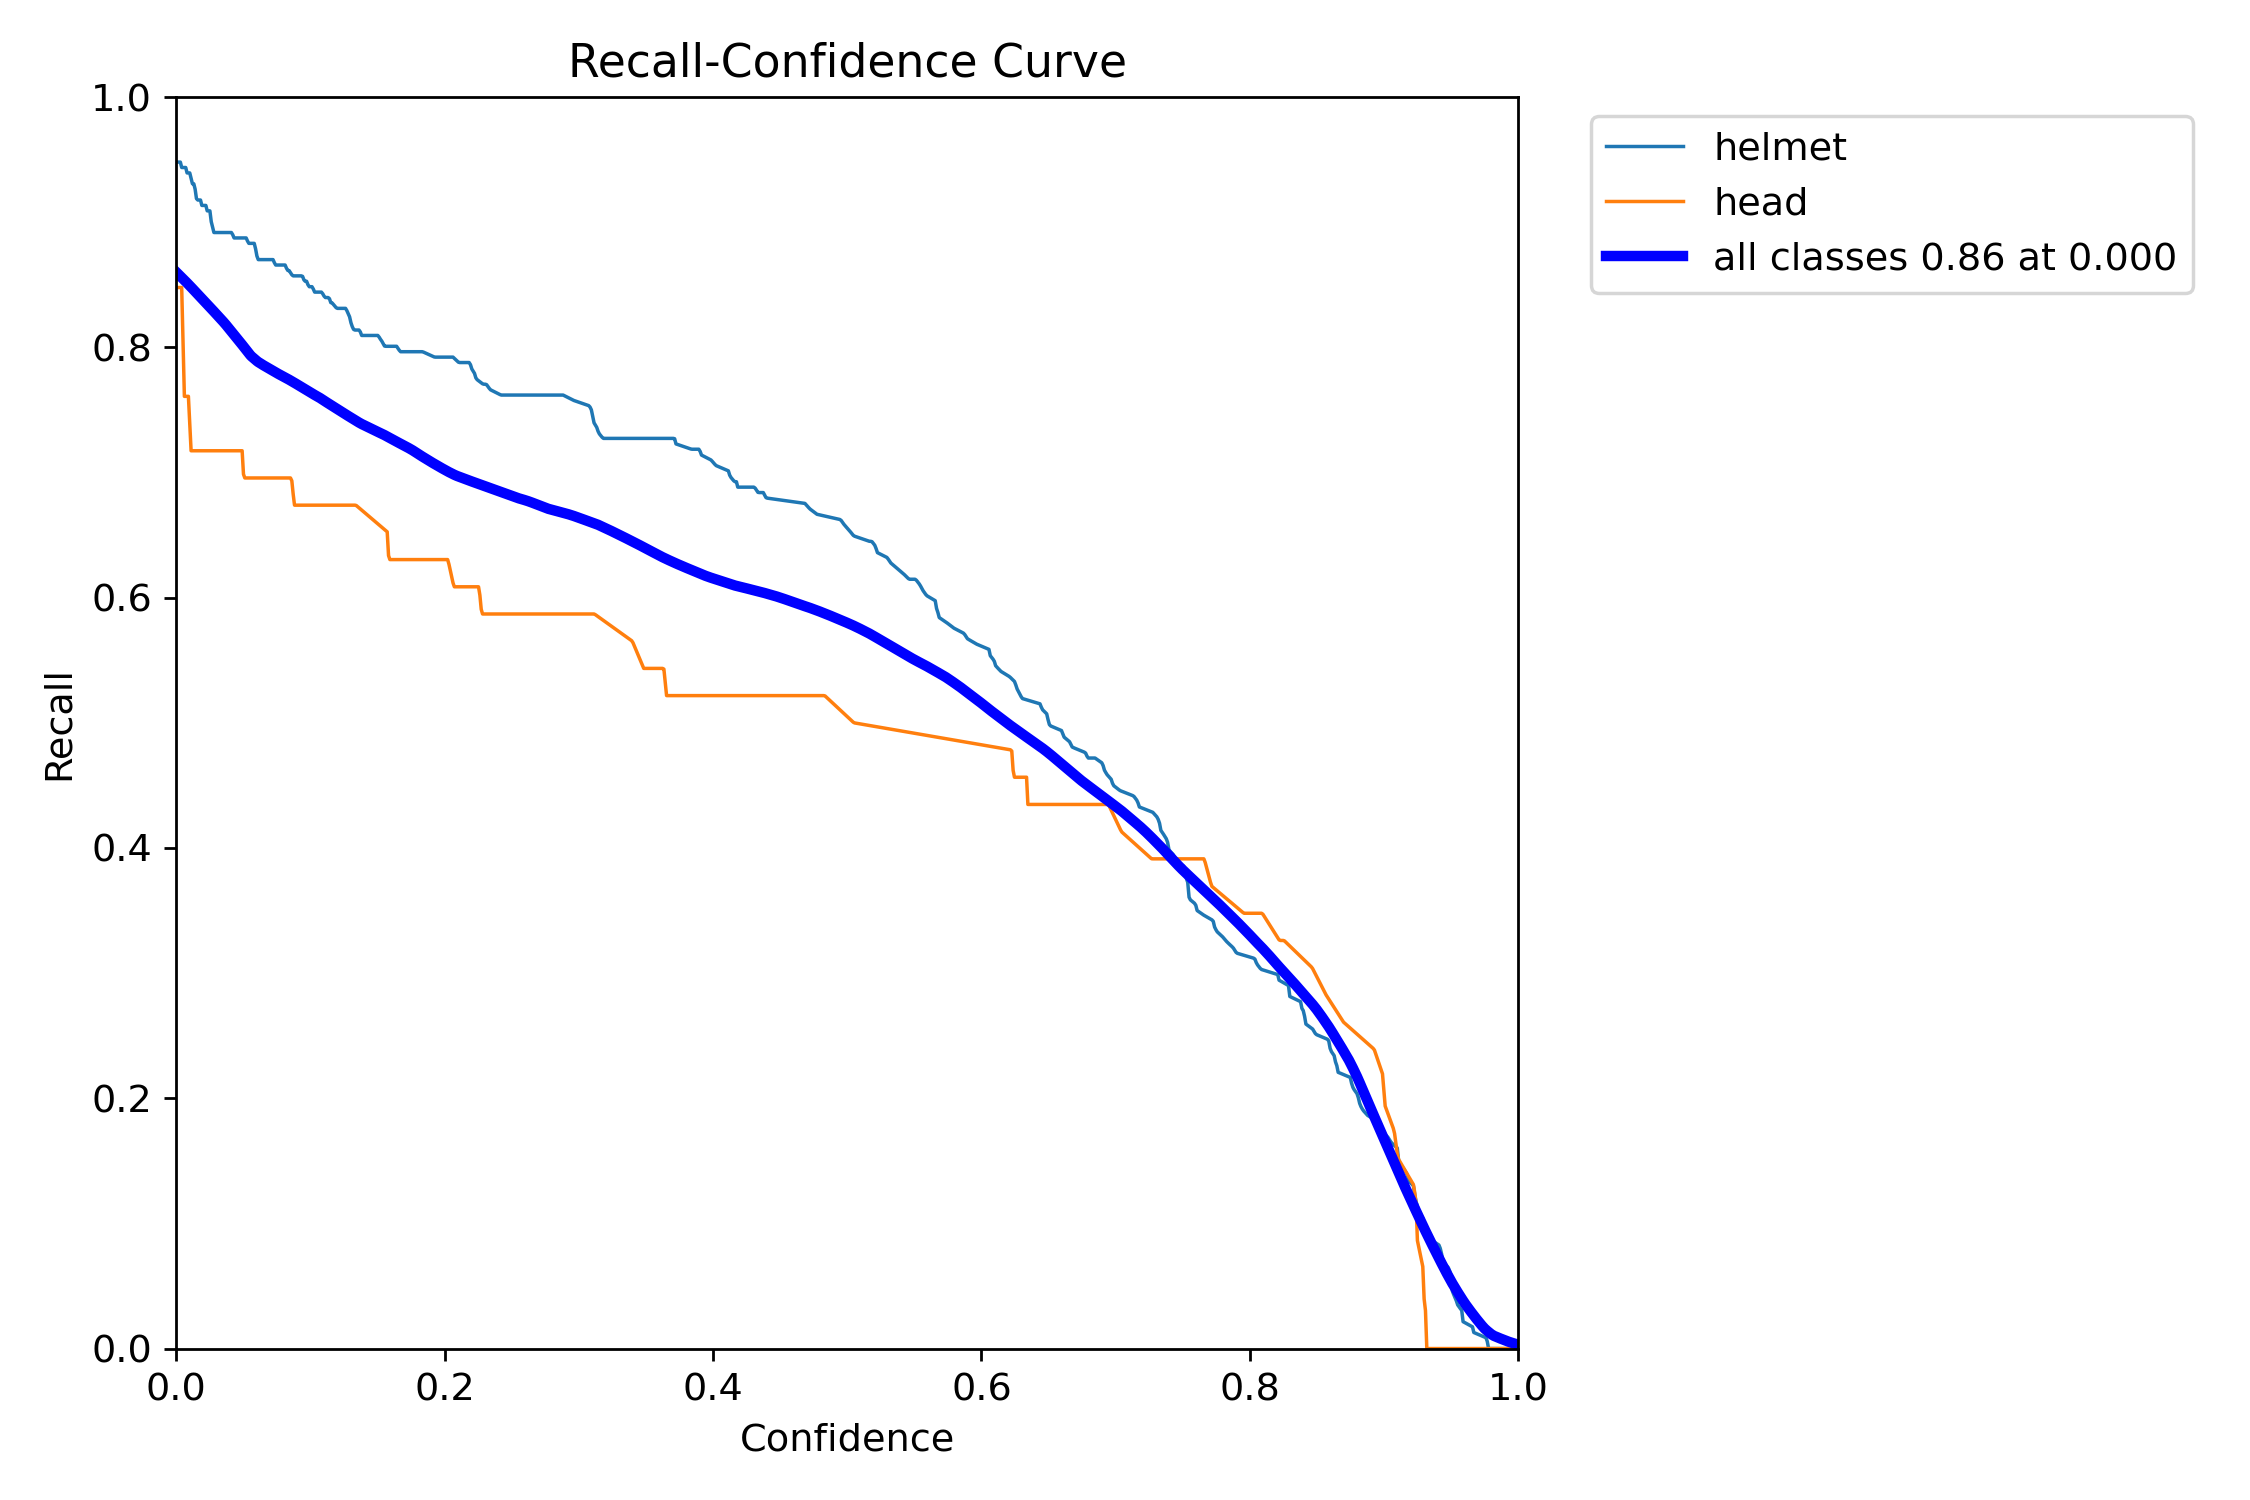 Recall-Confidence Curve
1.0
0.8
0.6
0.4
0.2
0.0
Recall
0.0 0.2 0.4 0.6 0.8 1.0
Confidence
helmet
head
all classes 0.86 at 0.000